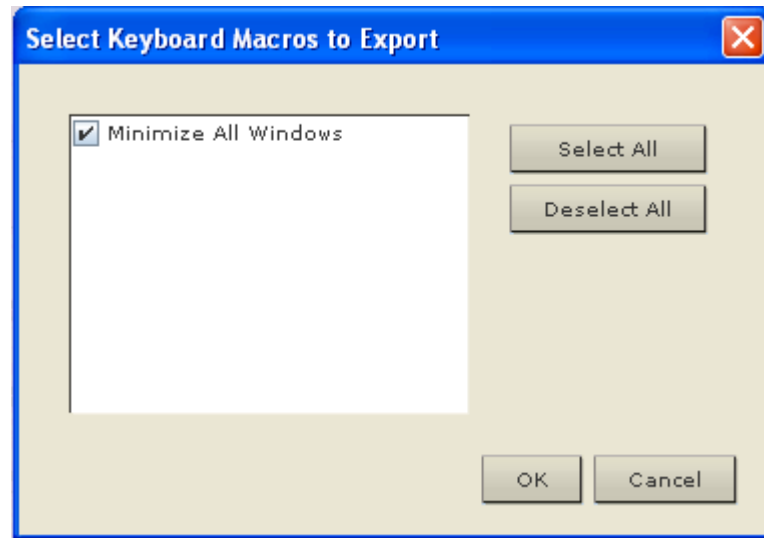 Select Keyboard Macros to Export
Minimize All Windows
Select All
Deselect All
OK
Cancel